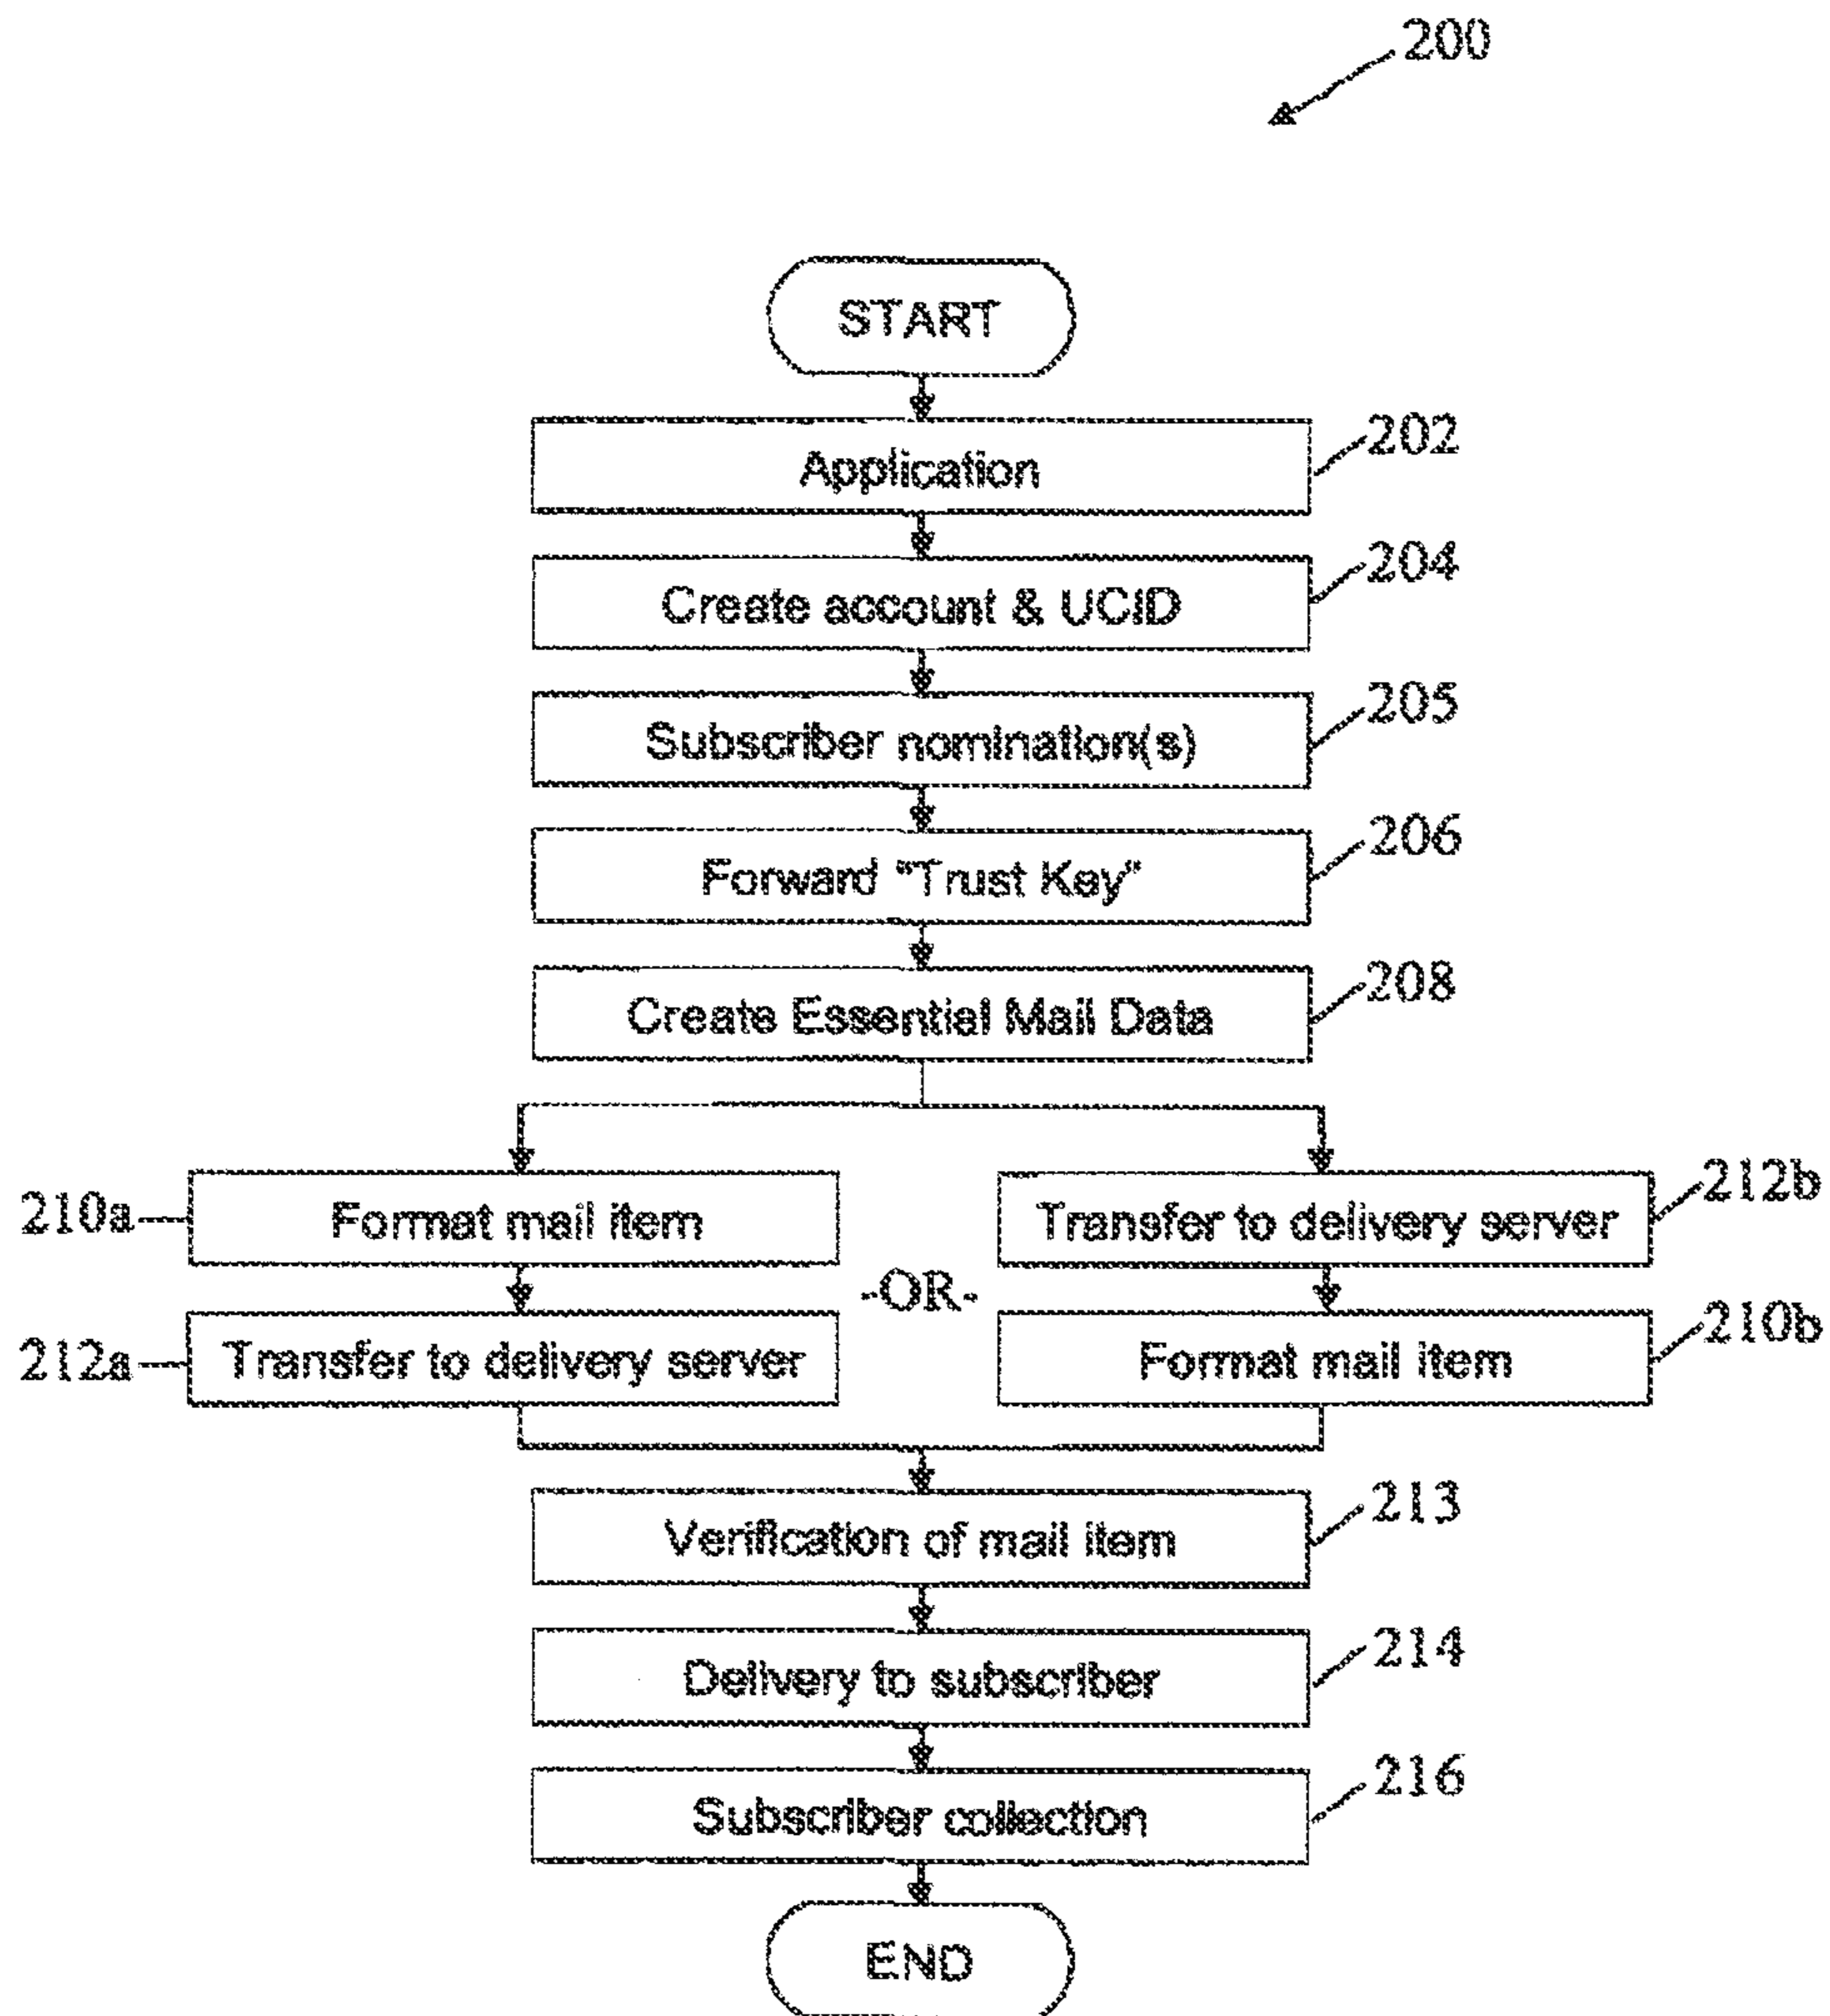 200
START
Application
202
Create account & UCID
204
Subscriber nomination(s)
205
Forward "Trust Key"
206
Create Essential Mail Data
208
210a
Format mail item
Transfer to delivery server
212b
-OR-
212a
Transfer to delivery server
Format mail item
210b
Verification of mail item
213
Delivery to subscriber
214
Subscriber collection
216
END